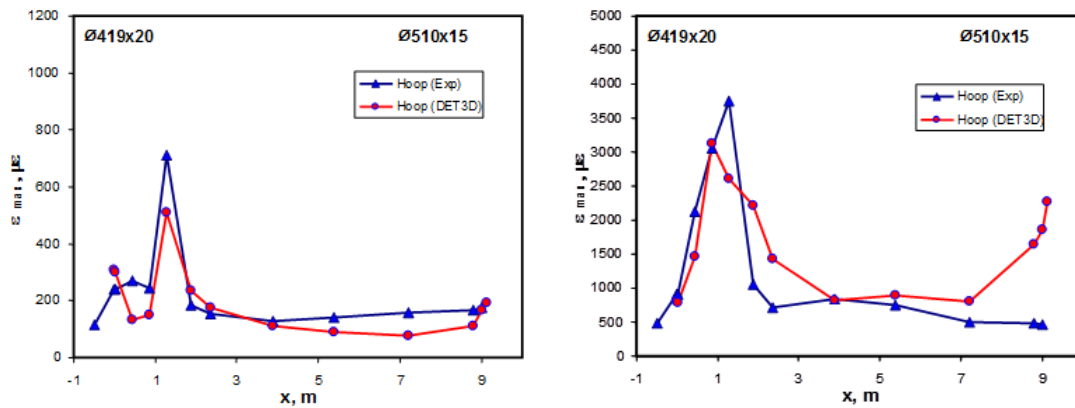 1200
1000
800
600
400
200
0
Ø419x20
Ø510x15
Hoop (Exp)
Hoop (DET3D)
ε max, με
-1
1
3
5
7
9
x, m
5000
4500
4000
3500
3000
2500
2000
1500
1000
500
0
Ø419x20
Ø510x15
Hoop (Exp)
Hoop (DET3D)
ε max, με
-1
1
3
5
7
9
x, m